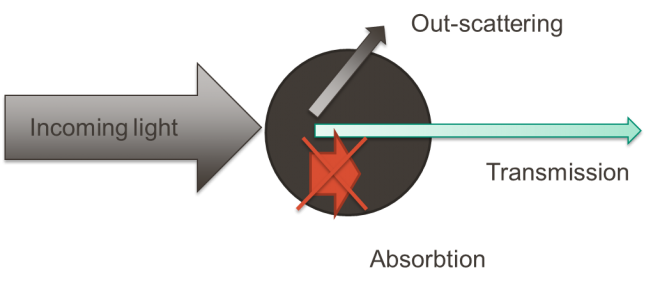 Out-scattering
Incoming light
Transmission
Absorbtion